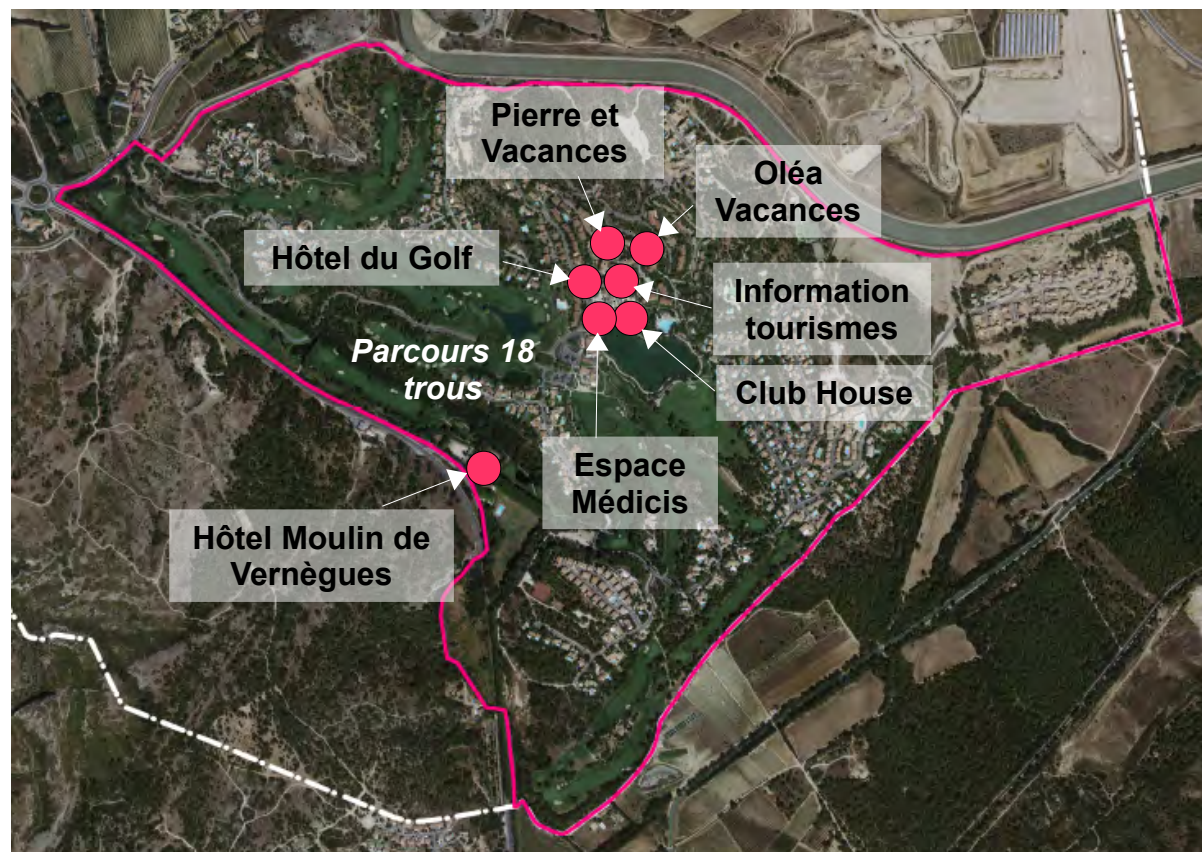 Pierre et
Vacances
Oléa
Vacances
Hôtel du Golf
Information
tourismes
Parcours 18
trous
Club House
Espace
Médicis
Hôtel Moulin de
Vernègues